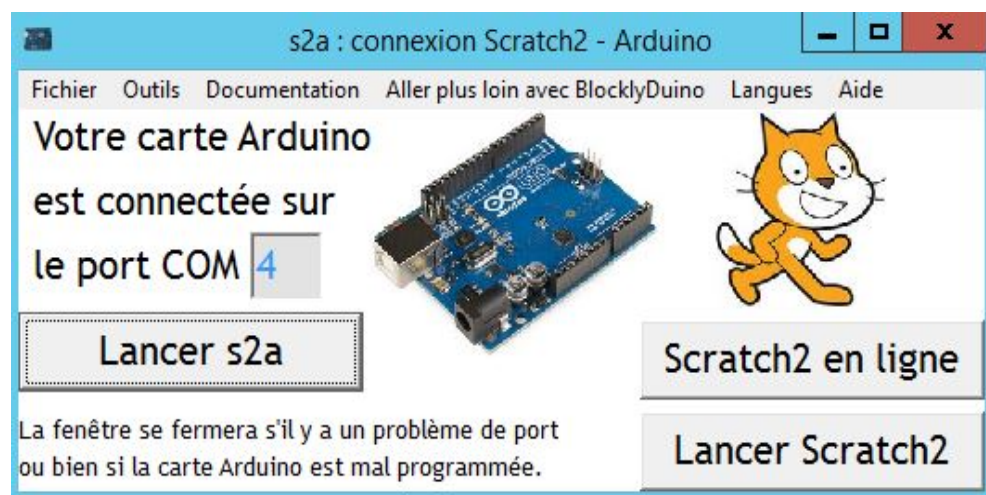 s2a : connexion Scratch2 - Arduino
Fichier Outils Documentation Aller plus loin avec BlocklyDuino Langues Aide
Votre carte Arduino
est connectée sur
le port COM 4
Lancer s2a
Scratch2 en ligne
La fenêtre se fermera s'il y a un problème de port
ou bien si la carte Arduino est mal programmée.
Lancer Scratch2